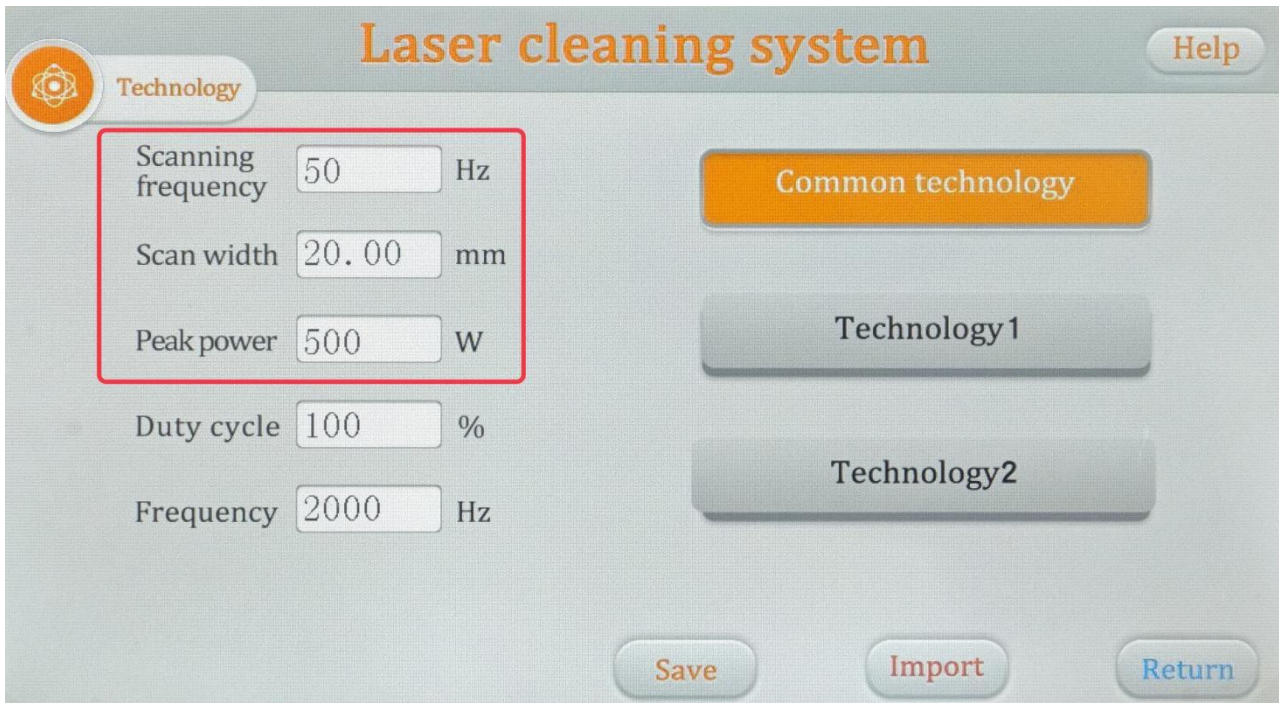 Laser cleaning system
Help
Technology
Scanning
frequency
50
Hz
Scan width
20.00
mm
Peak power
500
W
Duty cycle
100
%
Frequency
2000
Hz
Common technology
Technology1
Technology2
Save
Import
Return